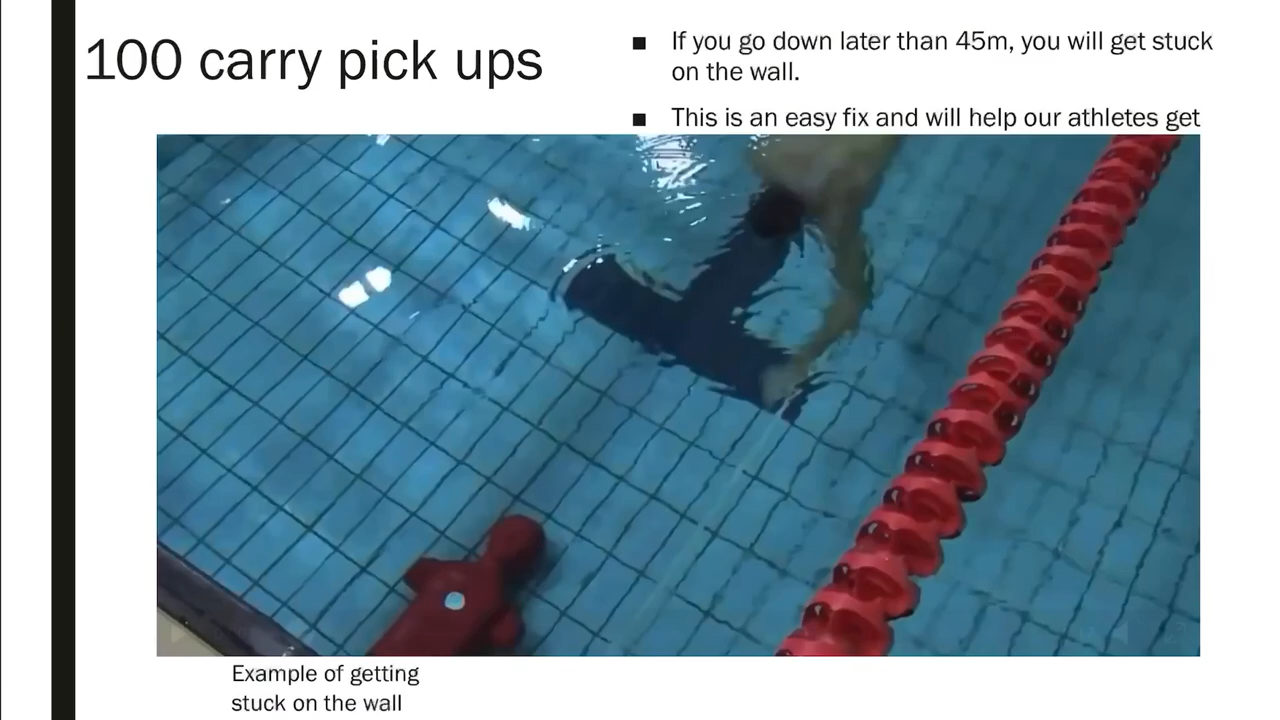 100 carry pick ups
■ If you go down later than 45m, you will get stuck
on the wall.
■ This is an easy fix and will help our athletes get
Example of getting
stuck on the wall